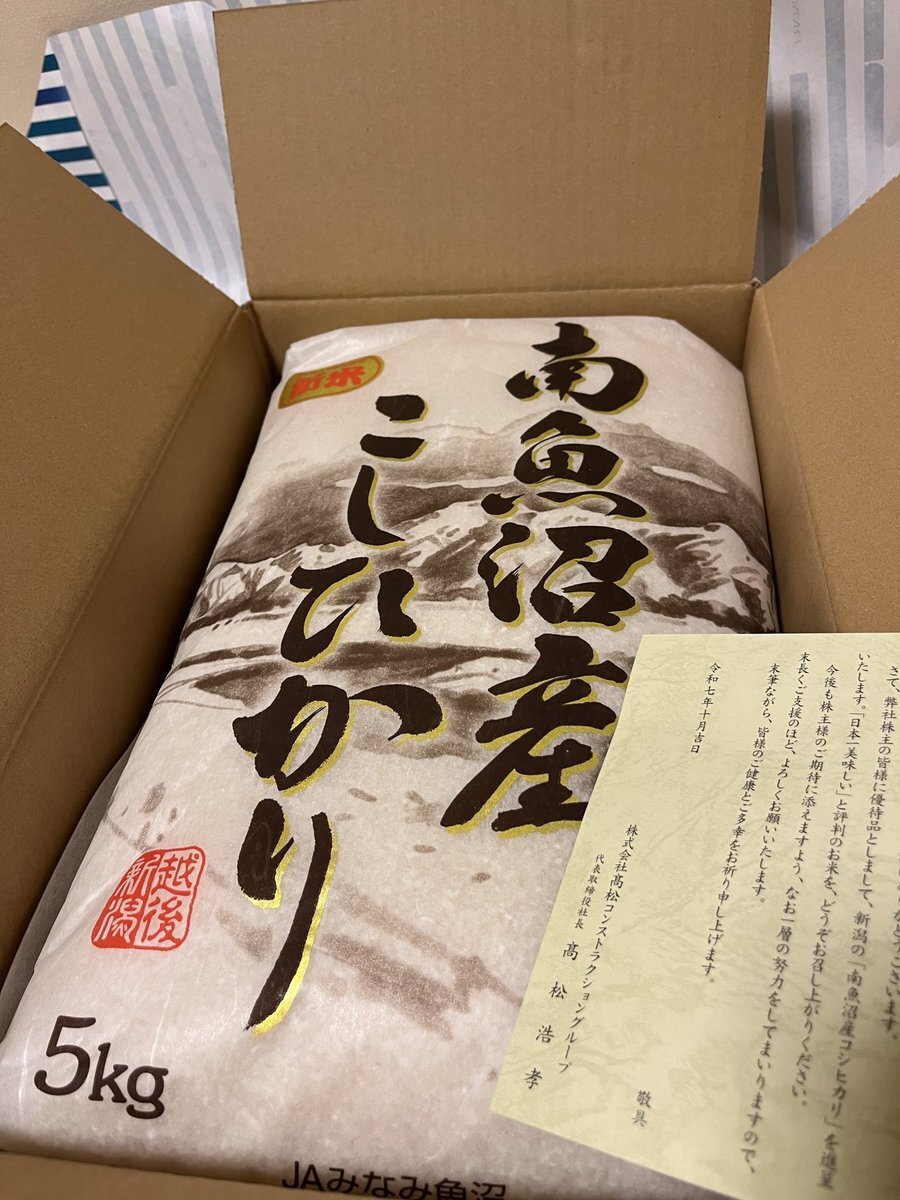 新米
南魚沼産
こしひかり
越後
新潟
5kg
JAみなみ魚沼
さて、弊社株主の皆様に優待品としまして、新潟の「南魚沼産コシヒカリ」を進呈
いたします。「日本一美味しい」と評判のお米を、どうぞお召し上がりください。
今後も株主様のご期待に添えますよう、なお一層の努力をしてまいりますので、
末長くご支援のほど、よろしくお願いいたします。
末筆ながら、皆様のご健康とご多幸をお祈り申し上げます。
敬具
令和七年十月吉日
株式会社髙松コンストラクショングループ
代表取締役社長 髙松浩孝